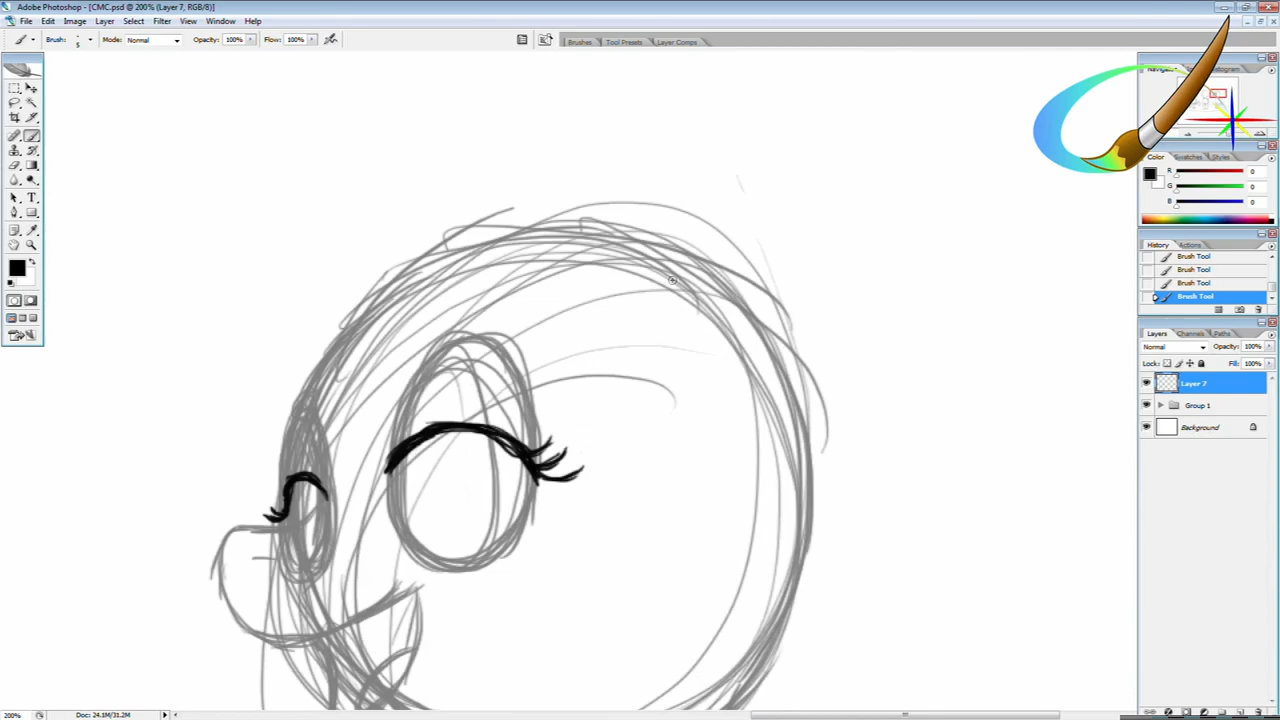 Adobe Photoshop - [CMC.psd @ 200% (Layer 7, RGB/8)]
File Edit Image Layer Select Filter View Window Help
Brush: 5 Mode: Normal Opacity: 100% Flow: 100%
Brushes Tool Presets Layer Comps
Color Swatches Styles
R 0
G 0
B 0
History Actions
Brush Tool
Brush Tool
Brush Tool
Brush Tool
Layers Channels Paths
Normal Opacity: 100%
Lock: Fill: 100%
Layer 7
Group 1
Background
200% Doc: 24.1M/31.2M